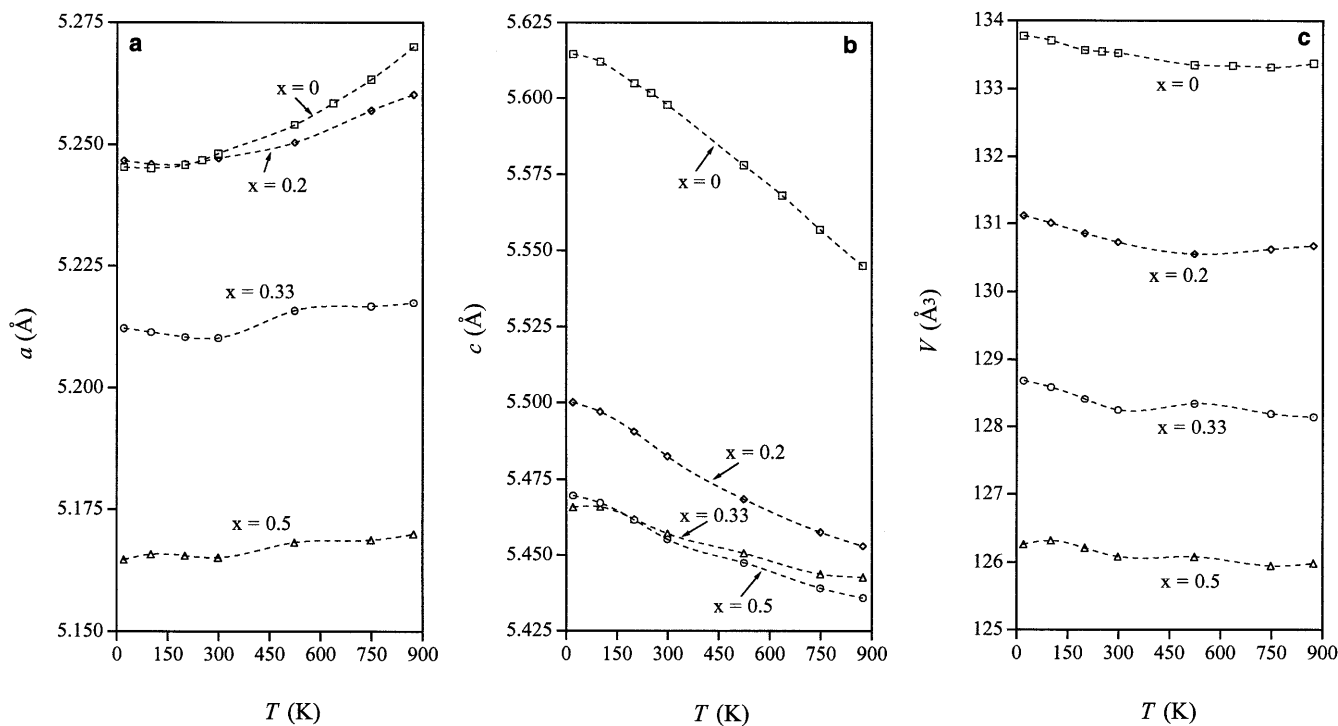 a
5.275
5.250
5.225
5.200
5.175
5.150
a (Å)
x = 0
x = 0.2
x = 0.33
x = 0.5
0 150 300 450 600 750 900
T (K)
b
5.625
5.600
5.575
5.550
5.525
5.500
5.475
5.450
5.425
c (Å)
x = 0
x = 0.2
x = 0.33
x = 0.5
0 150 300 450 600 750 900
T (K)
c
134
133
132
131
130
129
128
127
126
125
V (Å3)
x = 0
x = 0.2
x = 0.33
x = 0.5
0 150 300 450 600 750 900
T (K)